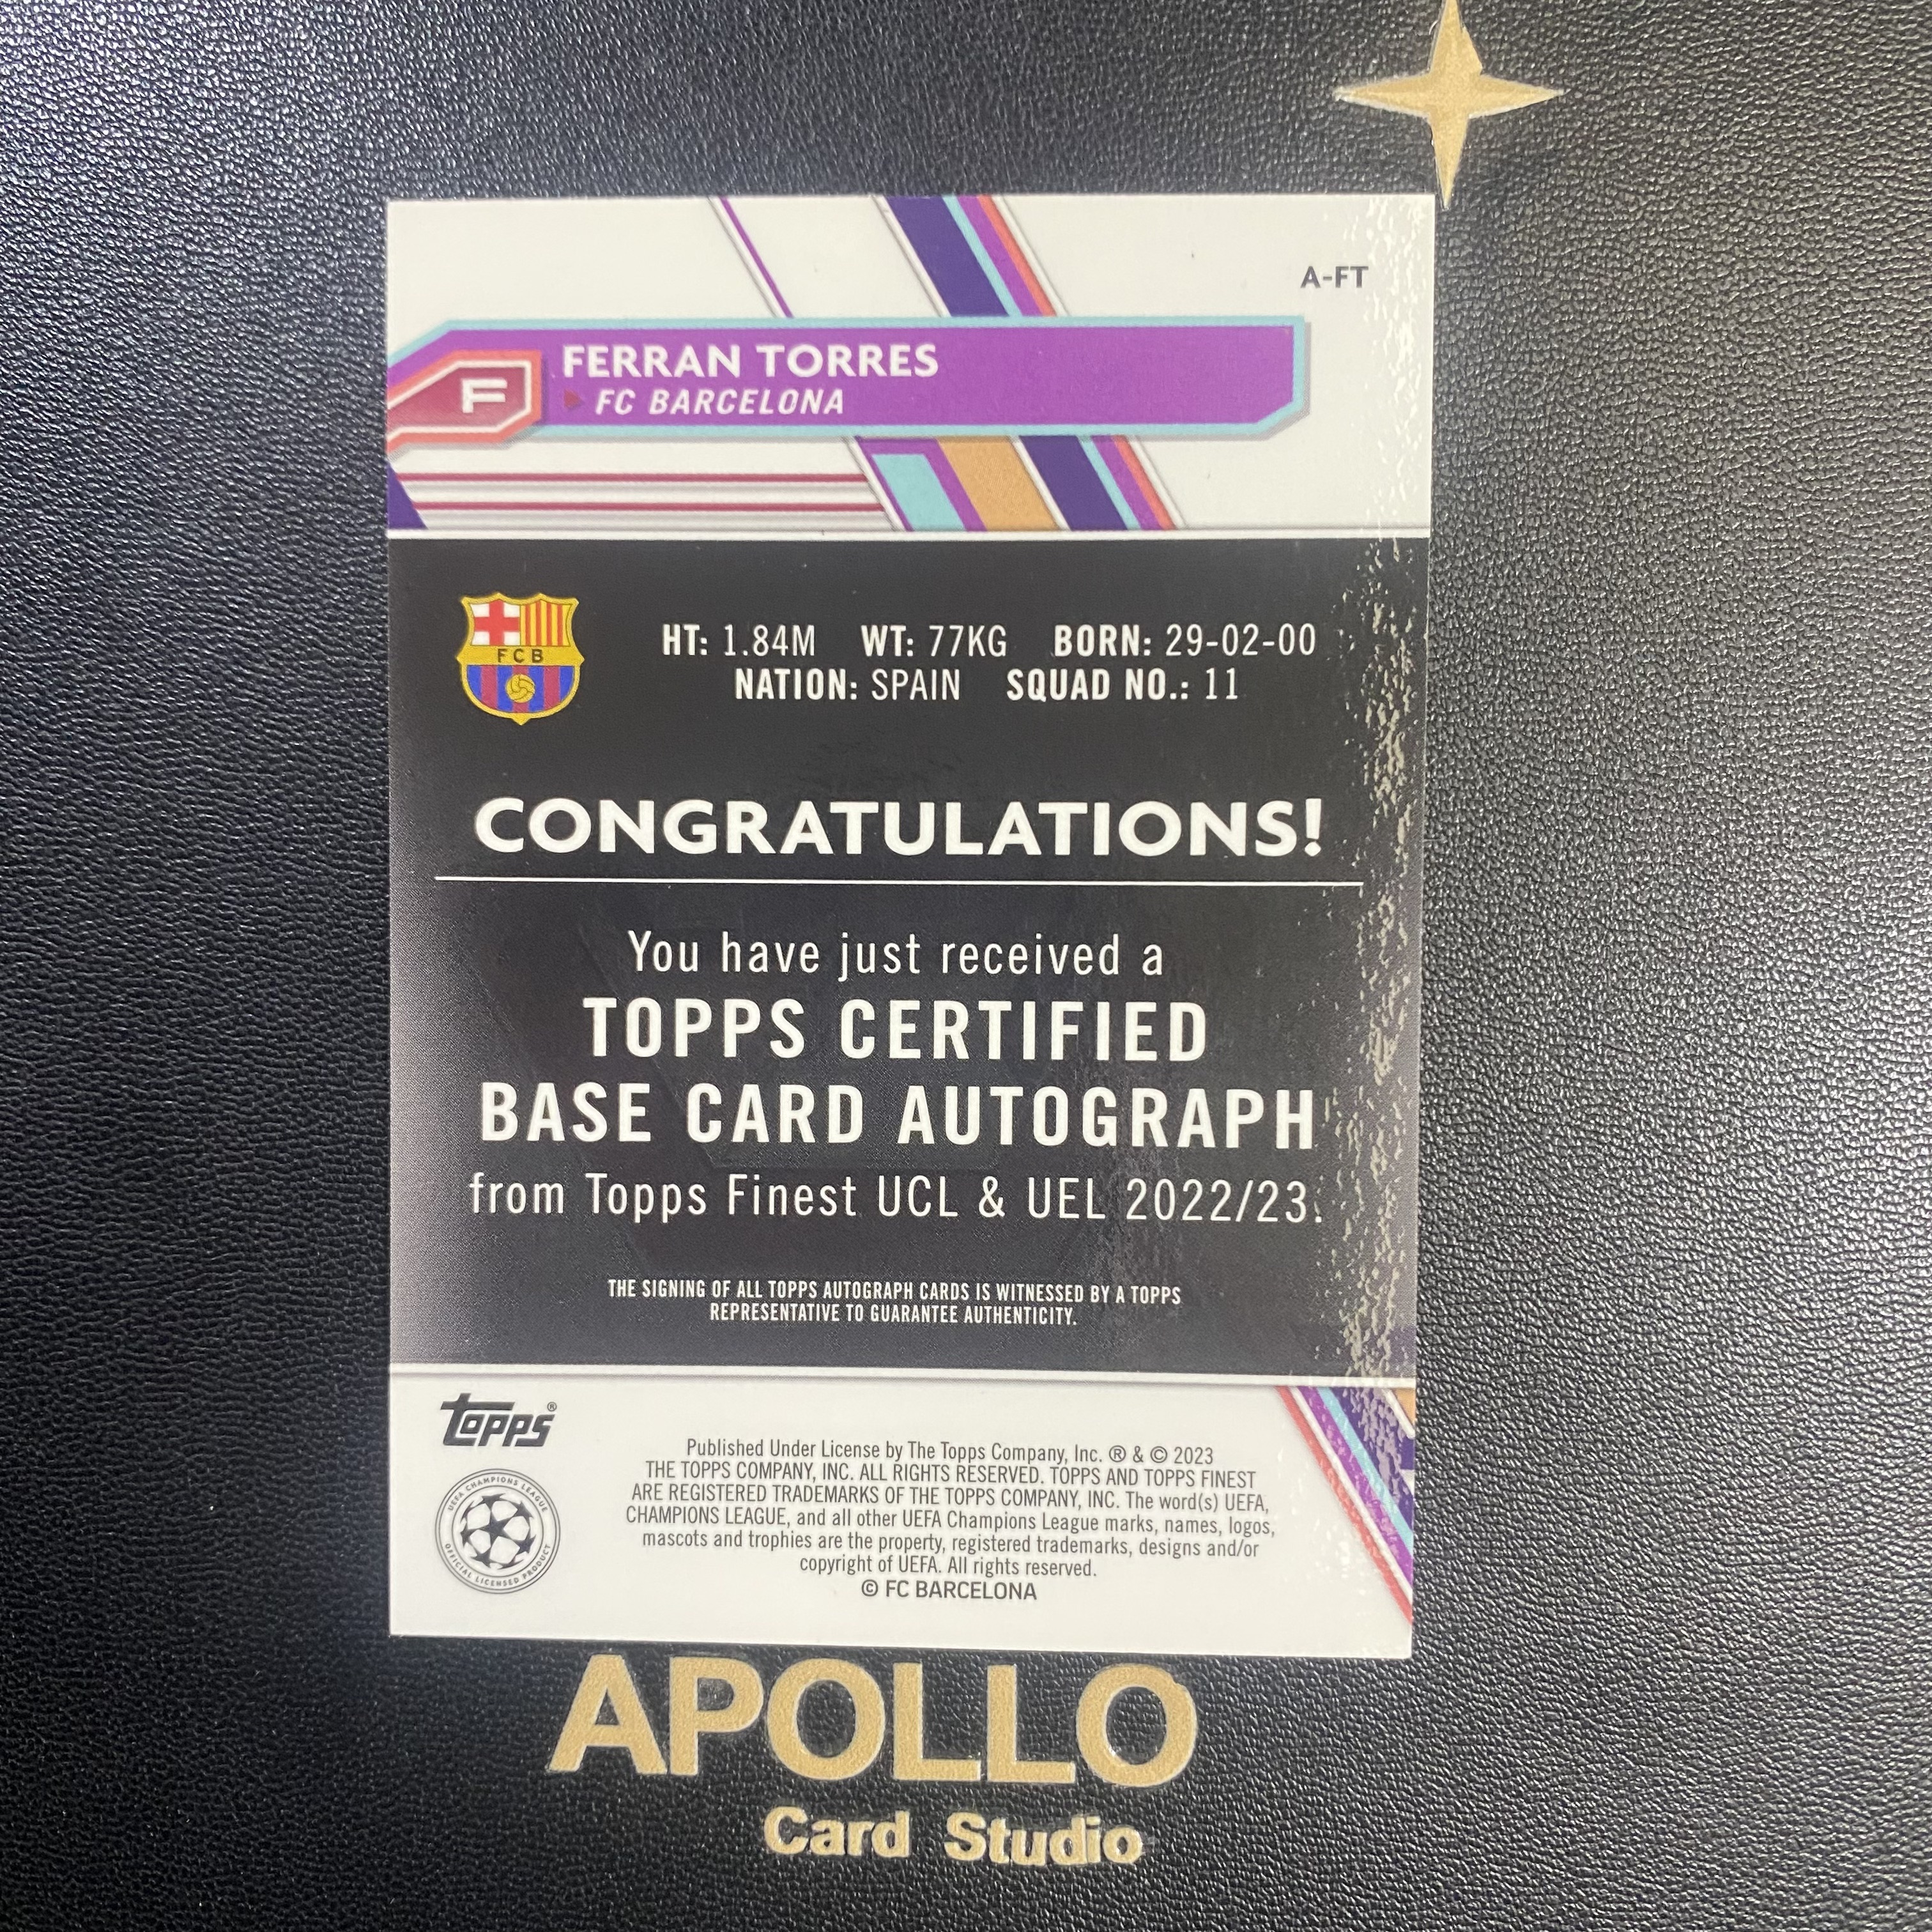 A-FT
F
FERRAN TORRES
FC BARCELONA
FCB
HT: 1.84M WT: 77KG BORN: 29-02-00
NATION: SPAIN SQUAD NO.: 11
CONGRATULATIONS!
You have just received a
TOPPS CERTIFIED
BASE CARD AUTOGRAPH
from Topps Finest UCL & UEL 2022/23.
THE SIGNING OF ALL TOPPS AUTOGRAPH CARDS IS WITNESSED BY A TOPPS
REPRESENTATIVE TO GUARANTEE AUTHENTICITY.
topps®
UEFA CHAMPIONS LEAGUE
OFFICIAL LICENSED PRODUCT
Published Under License by The Topps Company, Inc. ® & © 2023
THE TOPPS COMPANY, INC. ALL RIGHTS RESERVED. TOPPS AND TOPPS FINEST
ARE REGISTERED TRADEMARKS OF THE TOPPS COMPANY, INC. The word(s) UEFA,
CHAMPIONS LEAGUE, and all other UEFA Champions League marks, names, logos,
mascots and trophies are the property, registered trademarks, designs and/or
copyright of UEFA. All rights reserved.
© FC BARCELONA
APOLLO
Card Studio